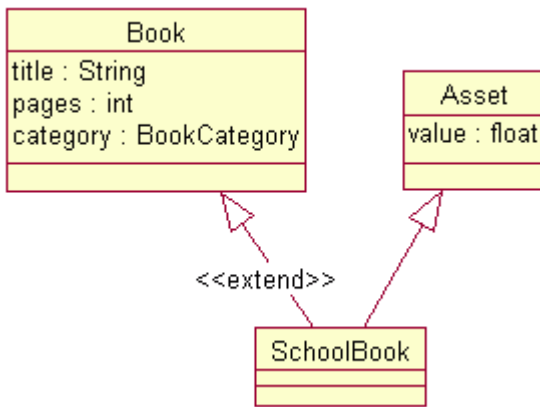 Book
title : String
pages : int
category : BookCategory
Asset
value : float
<<extend>>
SchoolBook